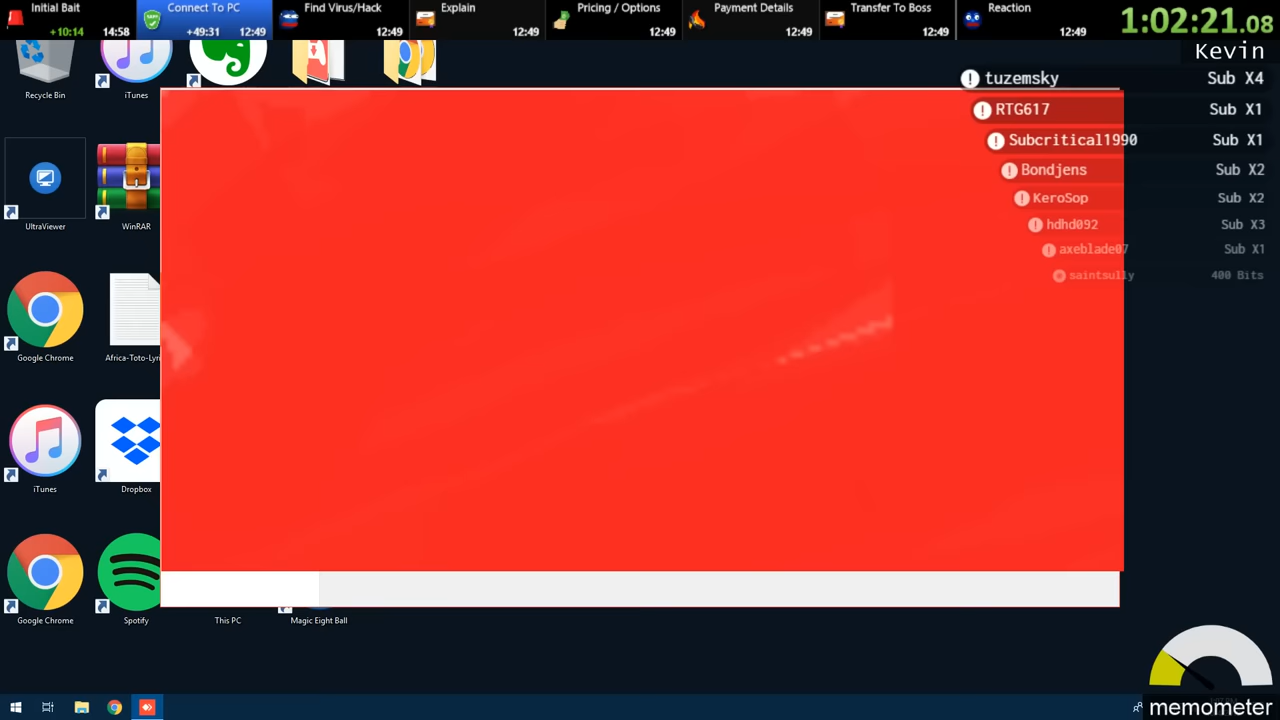 Initial Bait
+10:14 14:58
Connect To PC
+49:31 12:49
Find Virus/Hack
12:49
Explain
12:49
Pricing / Options
12:49
Payment Details
12:49
Transfer To Boss
12:49
Reaction
12:49
1:02:21.08
Kevin
tuzemsky Sub X4
RTG617 Sub X1
Subcritical1990 Sub X1
Bondjens Sub X2
KeroSop Sub X2
hdhd092 Sub X3
axeblade07 Sub X1
saintsully 400 Bits
Recycle Bin
iTunes
UltraViewer
WinRAR
Google Chrome
Africa-Toto-Lyri
iTunes
Dropbox
Google Chrome
Spotify
This PC
Magic Eight Ball
memometer